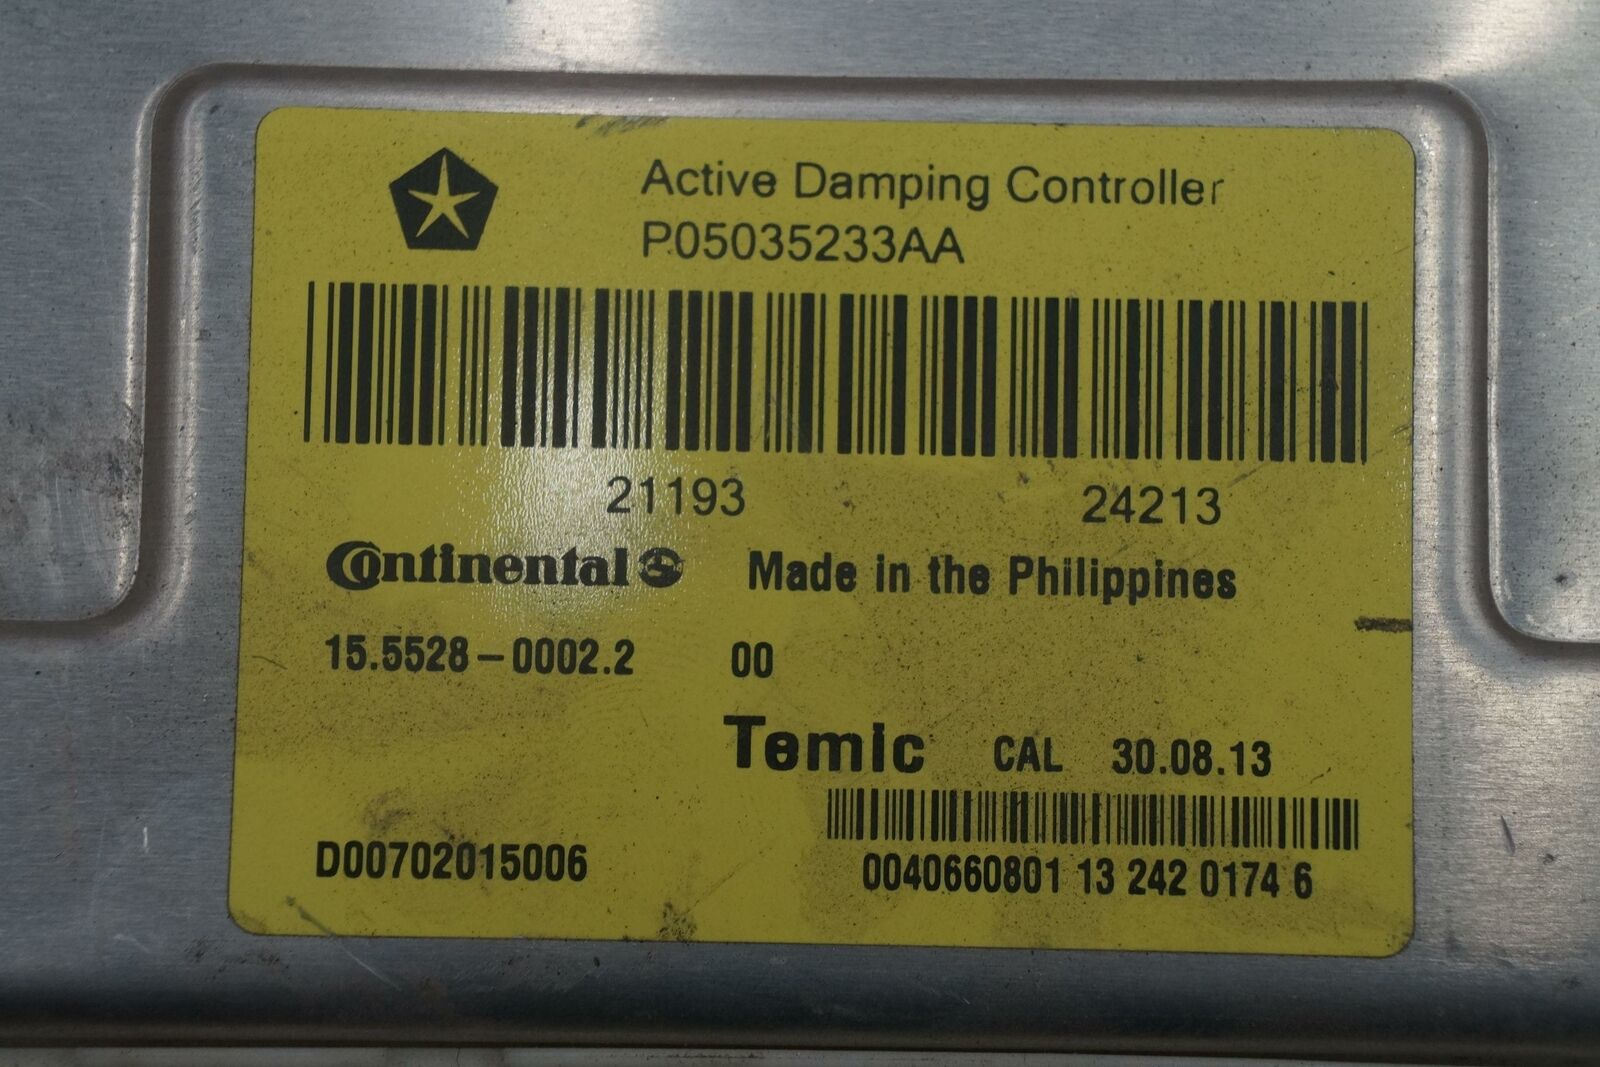 Active Damping Controller
P05035233AA
21193 24213
Continental Made in the Philippines
15.5528-0002.2 00
Temic CAL 30.08.13
D00702015006 0040660801 13 242 0174 6